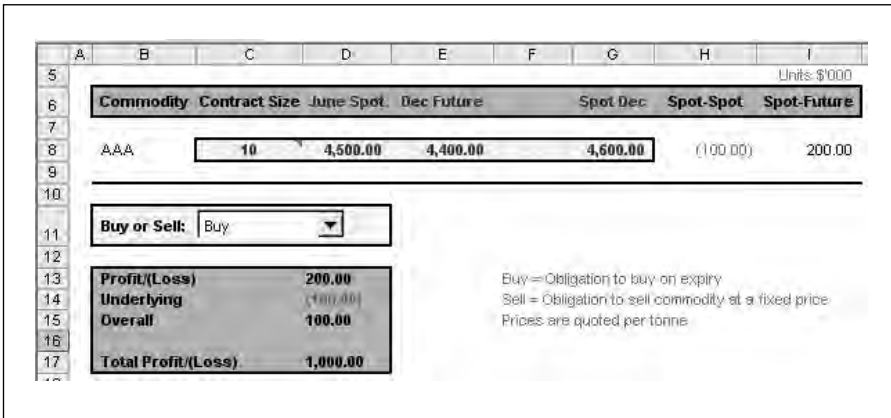 A B C D E F G H I
5 Units: $'000
6 Commodity Contract Size June Spot Dec Future Spot Dec Spot-Spot Spot-Future
7
8 AAA 10 4,500.00 4,400.00 4,600.00 (100.00) 200.00
9
10
11 Buy or Sell: Buy
12
13 Profit/(Loss) 200.00 Buy = Obligation to buy on expiry
14 Underlying (100.00) Sell = Obligation to sell commodity at a fixed price
15 Overall 100.00 Prices are quoted per tonne
16
17 Total Profit/(Loss) 1,000.00